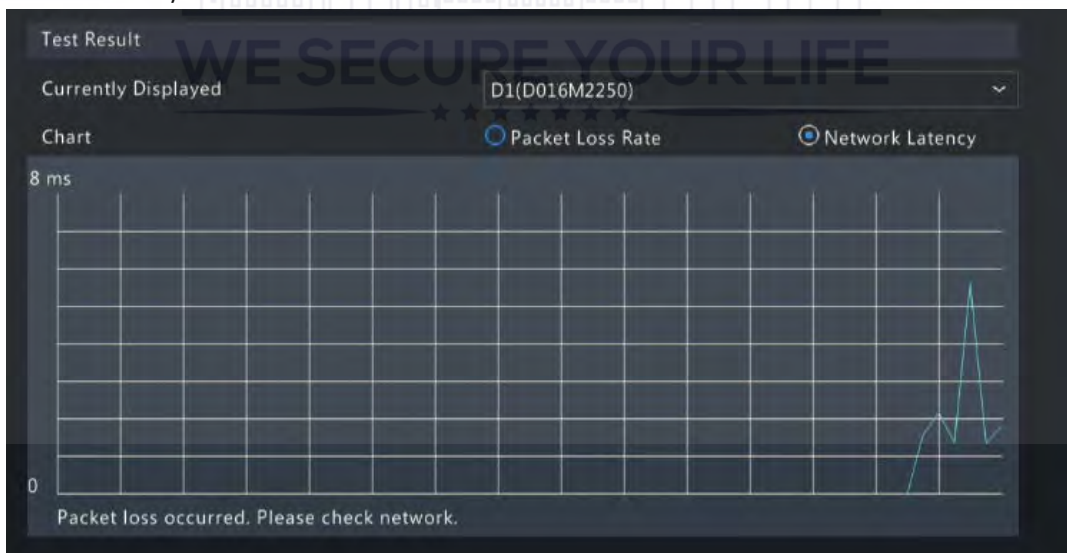 Test Result
WE SECURE YOUR LIFE
Currently Displayed D1(D016M2250)
Chart Packet Loss Rate Network Latency
8 ms
0
Packet loss occurred. Please check network.